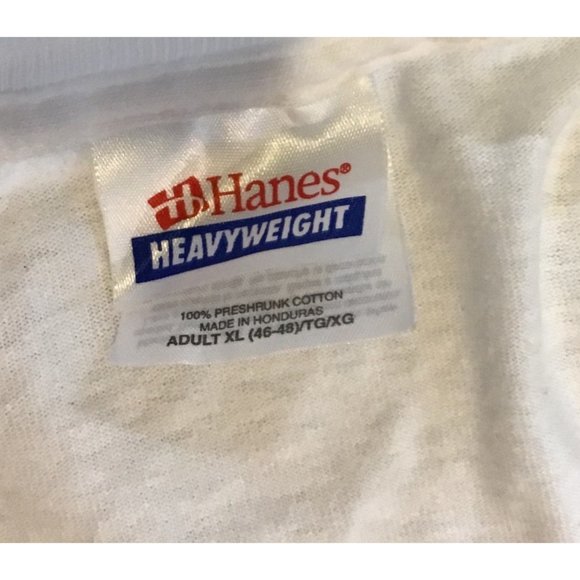 Hanes®
HEAVYWEIGHT
100% PRESHRUNK COTTON
MADE IN HONDURAS
ADULT XL (46-48)/TG/XG